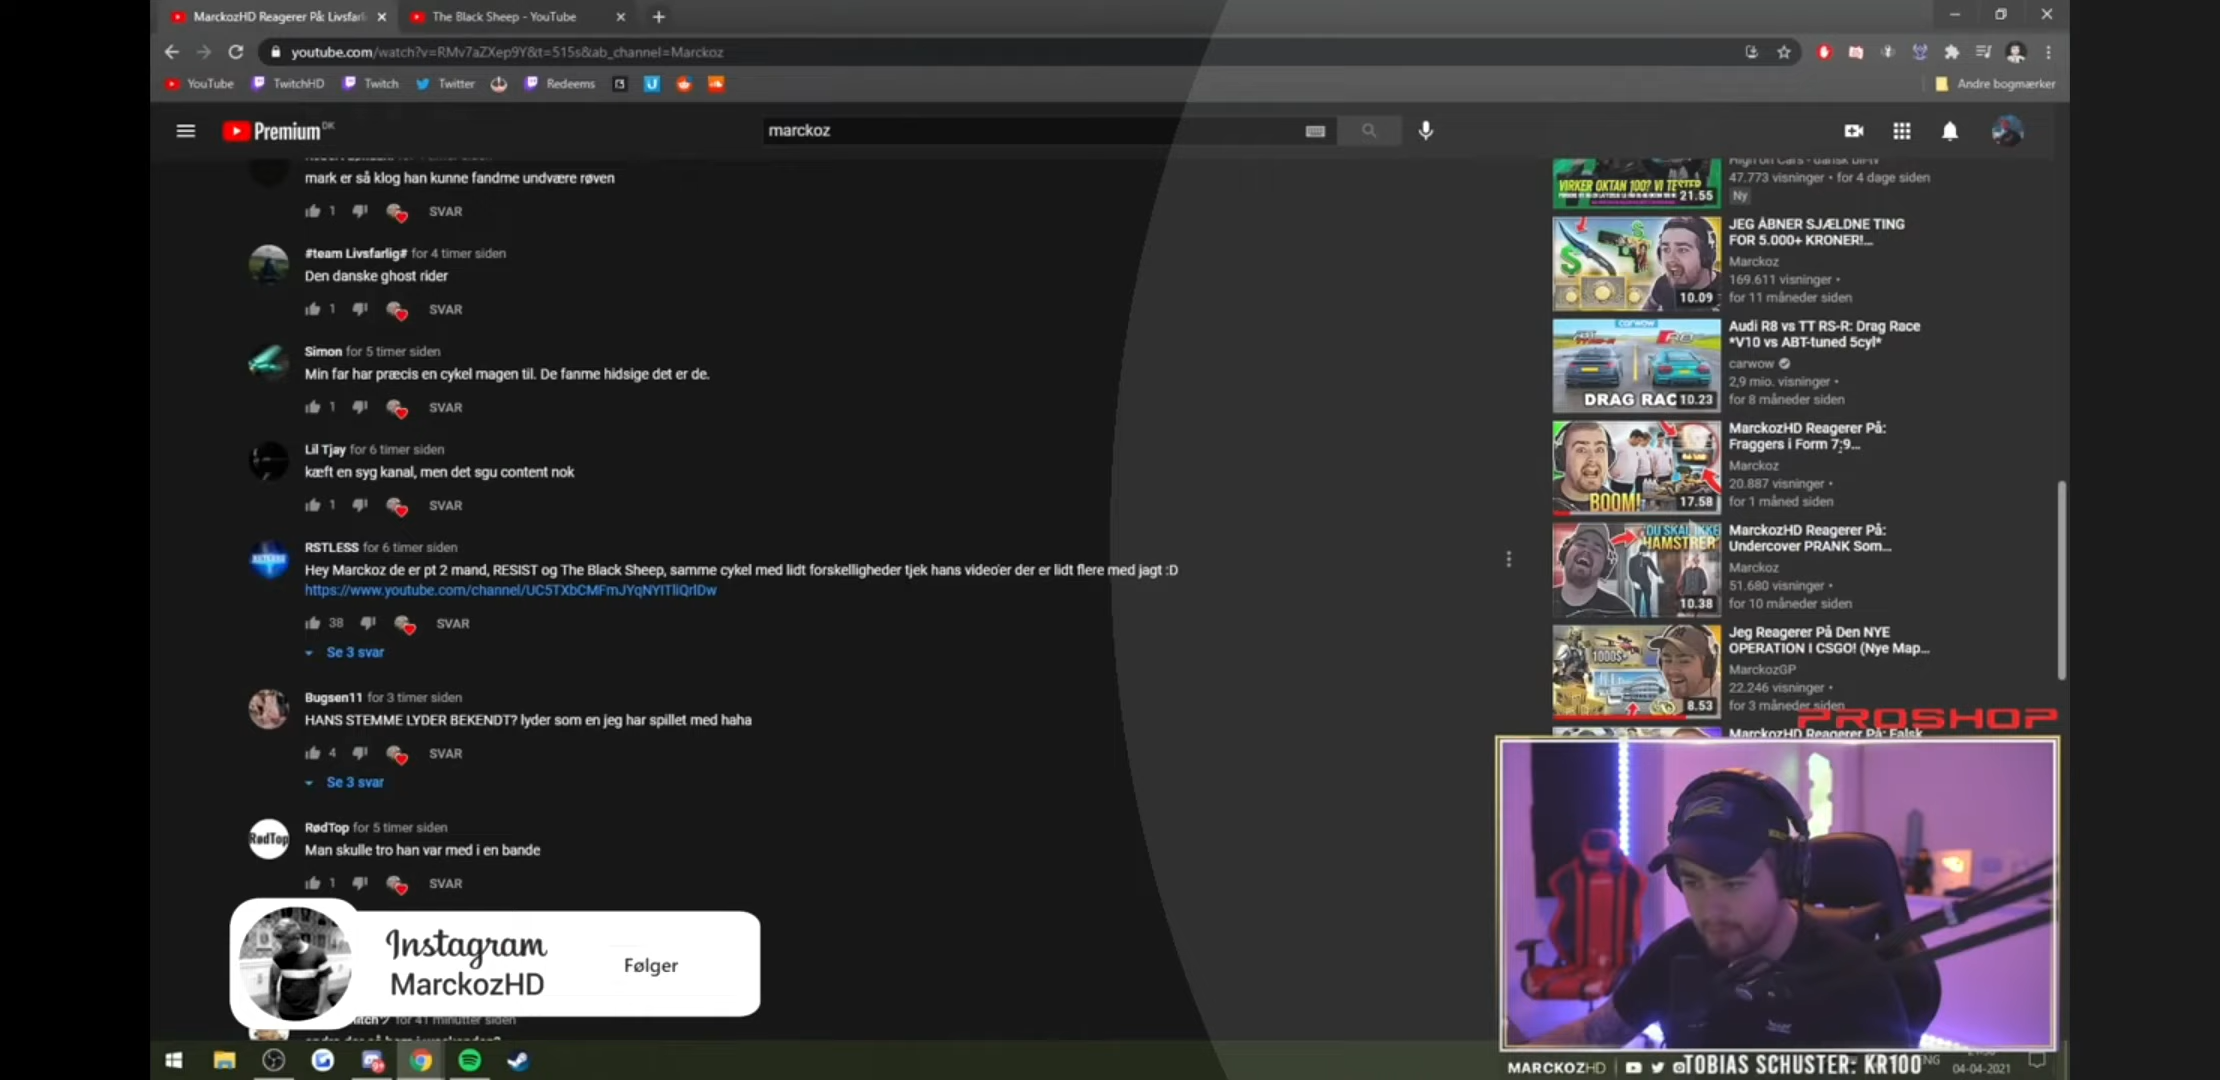 MarckozHD Reagerer På: Livsfarli
The Black Sheep - YouTube
youtube.com/watch?v=RMv7aZXep9Y&t=515s&ab_channel=Marckoz
YouTube
TwitchHD
Twitch
Twitter
Redeems
Andre bogmærker
Premium DK
marckoz
mark er så klog han kunne fandme undvære røven
1
SVAR
#team Livsfarlig# for 4 timer siden
Den danske ghost rider
1
SVAR
Simon for 5 timer siden
Min far har præcis en cykel magen til. De fanme hidsige det er de.
1
SVAR
Lil Tjay for 6 timer siden
kæft en syg kanal, men det sgu content nok
1
SVAR
RSTLESS for 6 timer siden
Hey Marckoz de er pt 2 mand, RESIST og The Black Sheep, samme cykel med lidt forskelligheder tjek hans video'er der er lidt flere med jagt :D
https://www.youtube.com/channel/UC5TXbCMFmJYqNYITliQrlDw
38
SVAR
Se 3 svar
Bugsen11 for 3 timer siden
HANS STEMME LYDER BEKENDT? lyder som en jeg har spillet med haha
4
SVAR
Se 3 svar
RødTop
RødTop for 5 timer siden
Man skulle tro han var med i en bande
1
SVAR
Instagram
MarckozHD
Følger
for 41 minutter siden
High on Cars - dansk bil-tv
47.773 visninger • for 4 dage siden
Ny
VIRKER OKTAN 100? VI TESTER
21.55
JEG ÅBNER SJÆLDNE TING
FOR 5.000+ KRONER!...
Marckoz
169.611 visninger •
for 11 måneder siden
10.09
Audi R8 vs TT RS-R: Drag Race
*V10 vs ABT-tuned 5cyl*
carwow
2,9 mio. visninger •
for 8 måneder siden
carwow
DRAG RAC
10.23
MarckozHD Reagerer På:
Fraggers i Form 7;9...
Marckoz
20.887 visninger •
for 1 måned siden
BOOM!
17.58
MarckozHD Reagerer På:
Undercover PRANK Som...
Marckoz
51.680 visninger •
for 10 måneder siden
DU SKAL IKKE
HAMSTRER
10.38
Jeg Reagerer På Den NYE
OPERATION I CSGO! (Nye Map...
MarckozGP
22.246 visninger •
for 3 måneder siden
1000$
8.53
PROSHOP
MarckozHD Reagerer På: Falsk
MARCKOZHD
TOBIAS SCHUSTER: KR100
ENG
04-04-2021